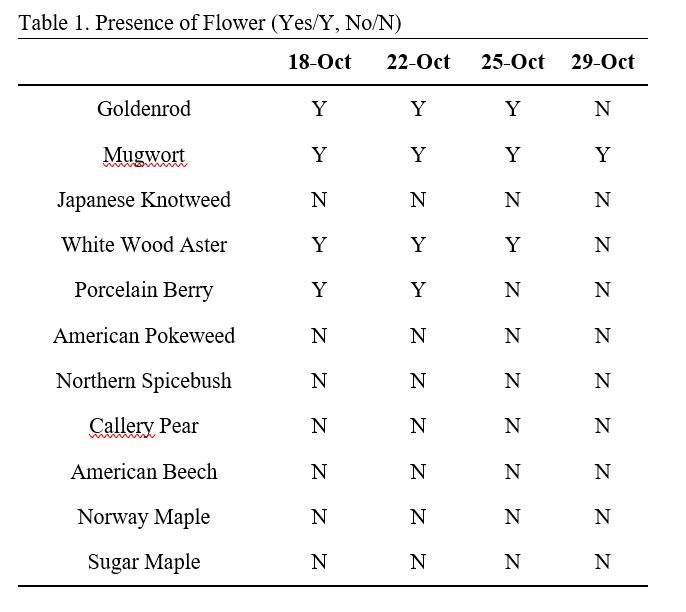 Table 1. Presence of Flower (Yes/Y, No/N)
18-Oct 22-Oct 25-Oct 29-Oct
Goldenrod Y Y Y N
Mugwort Y Y Y Y
Japanese Knotweed N N N N
White Wood Aster Y Y Y N
Porcelain Berry Y Y N N
American Pokeweed N N N N
Northern Spicebush N N N N
Callery Pear N N N N
American Beech N N N N
Norway Maple N N N N
Sugar Maple N N N N